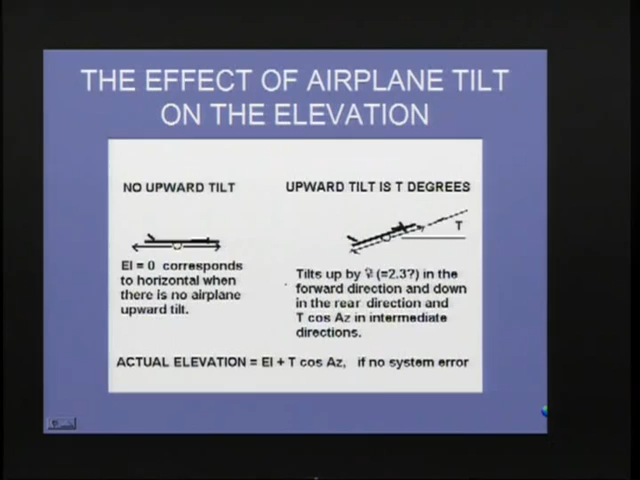 THE EFFECT OF AIRPLANE TILT
ON THE ELEVATION
NO UPWARD TILT
UPWARD TILT IS T DEGREES
T
El = 0 corresponds
to horizontal when
there is no airplane
upward tilt.
Tilts up by ♀ (=2.3?) in the
forward direction and down
in the rear direction and
T cos Az in intermediate
directions.
ACTUAL ELEVATION = El + T cos Az, if no system error